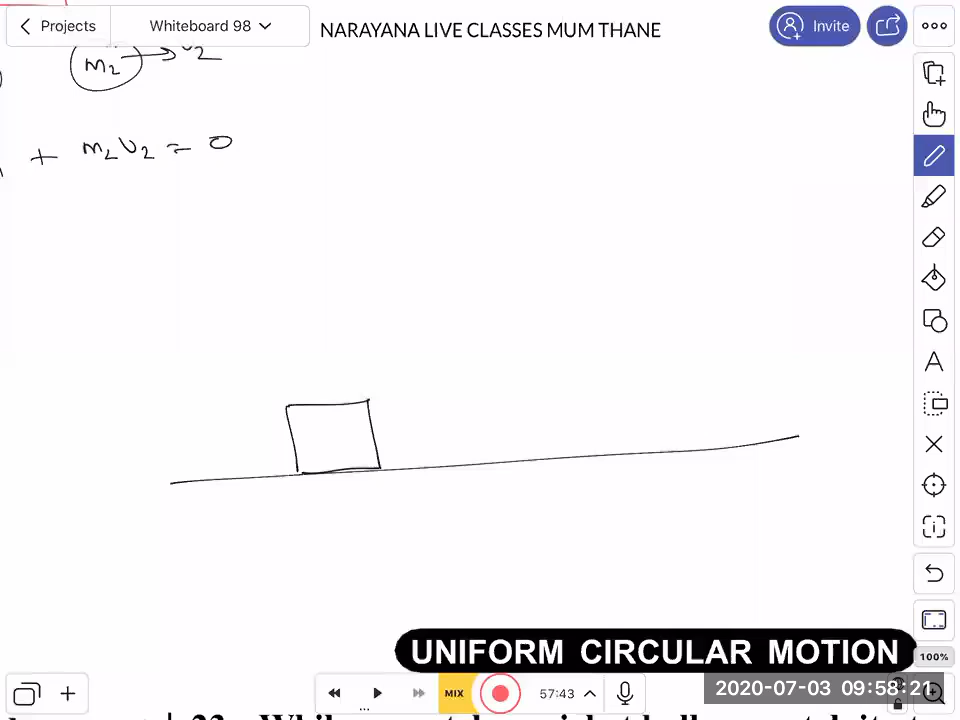 Projects
Whiteboard 98
NARAYANA LIVE CLASSES MUM THANE
Invite
m₂ → v₂
+ m₂v₂ = 0
UNIFORM CIRCULAR MOTION
100%
MIX
57:43
2020-07-03 09:58:21